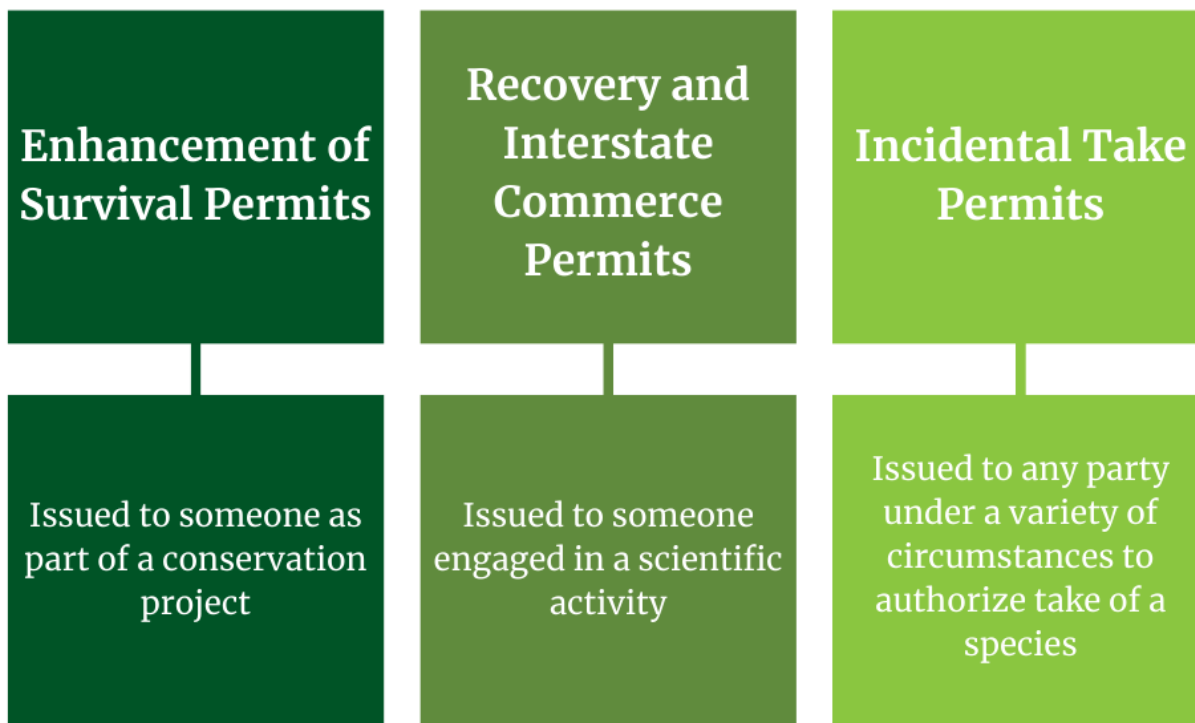 Enhancement of
Survival Permits
Issued to someone as
part of a conservation
project
Recovery and
Interstate
Commerce
Permits
Issued to someone
engaged in a scientific
activity
Incidental Take
Permits
Issued to any party
under a variety of
circumstances to
authorize take of a
species